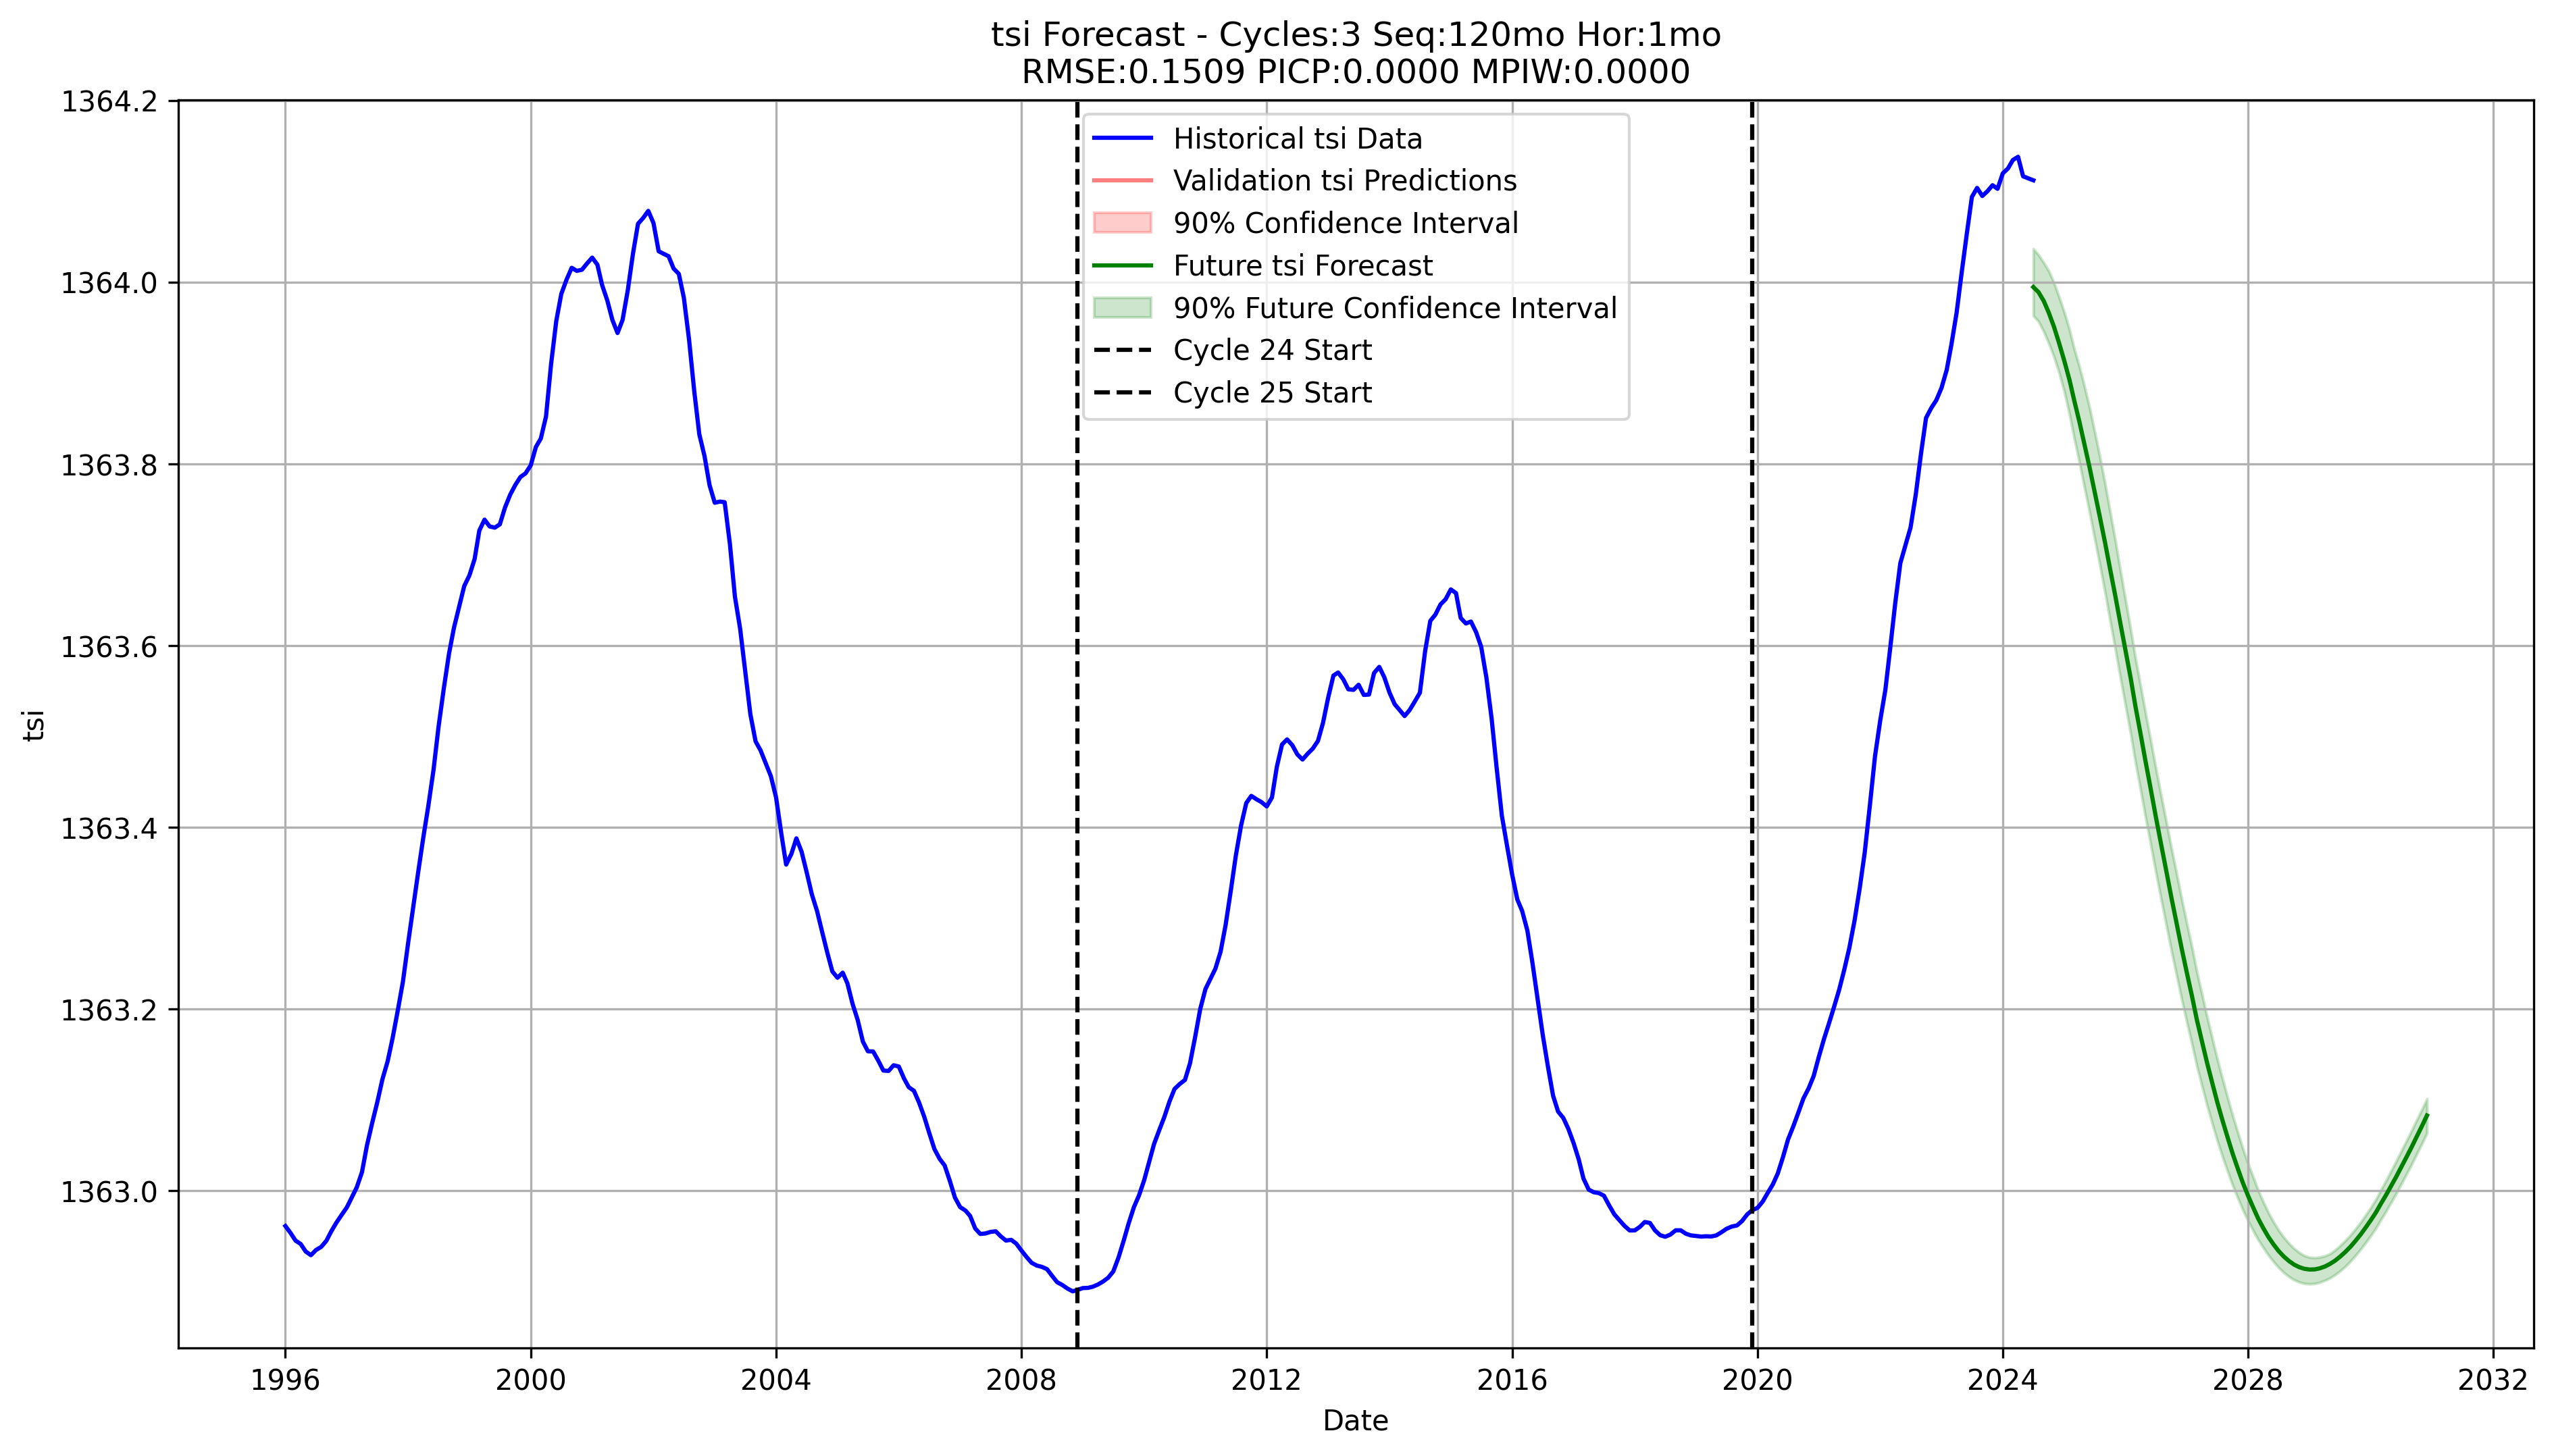 tsi Forecast - Cycles:3 Seq:120mo Hor:1mo
RMSE:0.1509 PICP:0.0000 MPIW:0.0000
1364.2
1364.0
1363.8
1363.6
1363.4
1363.2
1363.0
tsi
Historical tsi Data
Validation tsi Predictions
90% Confidence Interval
Future tsi Forecast
90% Future Confidence Interval
Cycle 24 Start
Cycle 25 Start
1996
2000
2004
2008
2012
2016
2020
2024
2028
2032
Date